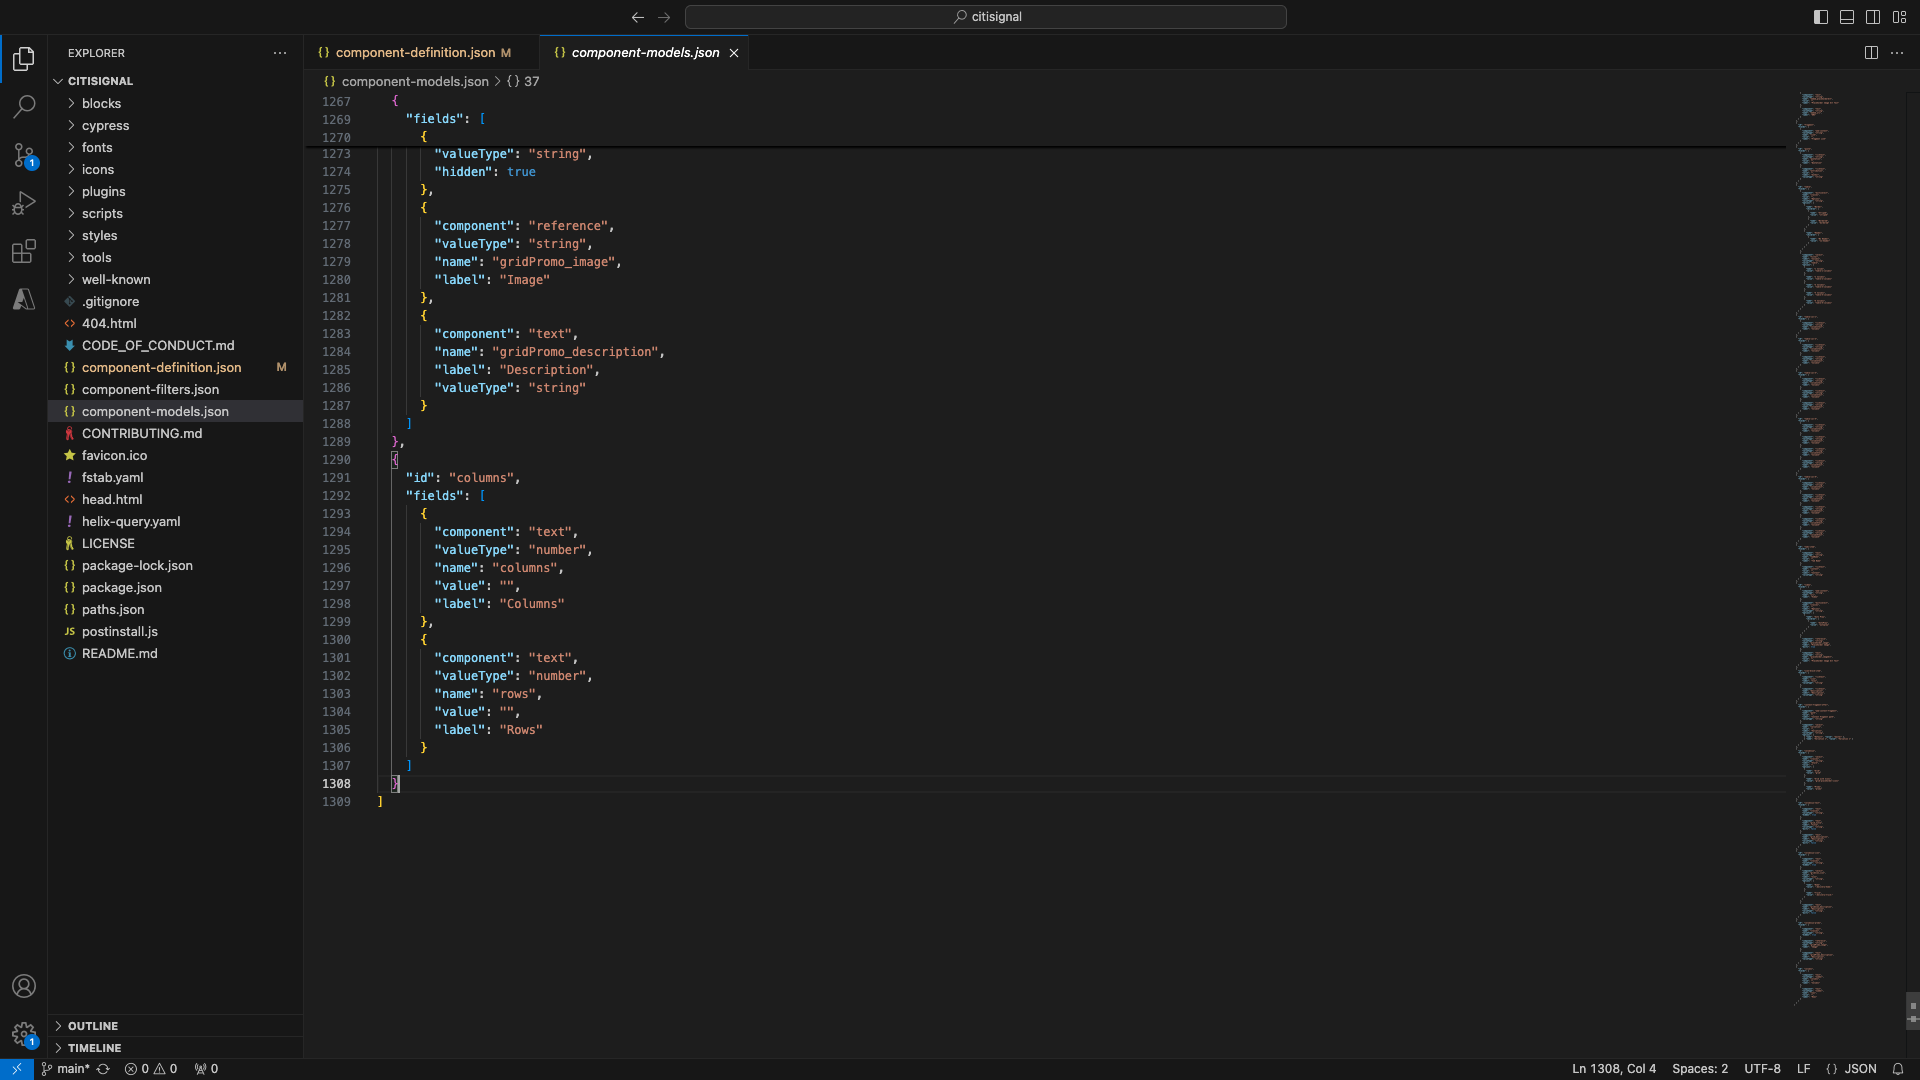 citisignal
EXPLORER
CITISIGNAL
blocks
cypress
fonts
icons
plugins
scripts
styles
tools
well-known
.gitignore
404.html
CODE_OF_CONDUCT.md
component-definition.json M
component-filters.json
component-models.json
CONTRIBUTING.md
favicon.ico
fstab.yaml
head.html
helix-query.yaml
LICENSE
package-lock.json
package.json
paths.json
postinstall.js
README.md
OUTLINE
TIMELINE
1
1
component-definition.json M
component-models.json
component-models.json > {} 37
1267 {
1269 "fields": [
1270 {
1273 "valueType": "string",
1274 "hidden": true
1275 },
1276 {
1277 "component": "reference",
1278 "valueType": "string",
1279 "name": "gridPromo_image",
1280 "label": "Image"
1281 },
1282 {
1283 "component": "text",
1284 "name": "gridPromo_description",
1285 "label": "Description",
1286 "valueType": "string"
1287 }
1288 ]
1289 },
1290 {
1291 "id": "columns",
1292 "fields": [
1293 {
1294 "component": "text",
1295 "valueType": "number",
1296 "name": "columns",
1297 "value": "",
1298 "label": "Columns"
1299 },
1300 {
1301 "component": "text",
1302 "valueType": "number",
1303 "name": "rows",
1304 "value": "",
1305 "label": "Rows"
1306 }
1307 ]
1308 }
1309 ]
main* 0 0 0 Ln 1308, Col 4 Spaces: 2 UTF-8 LF {} JSON